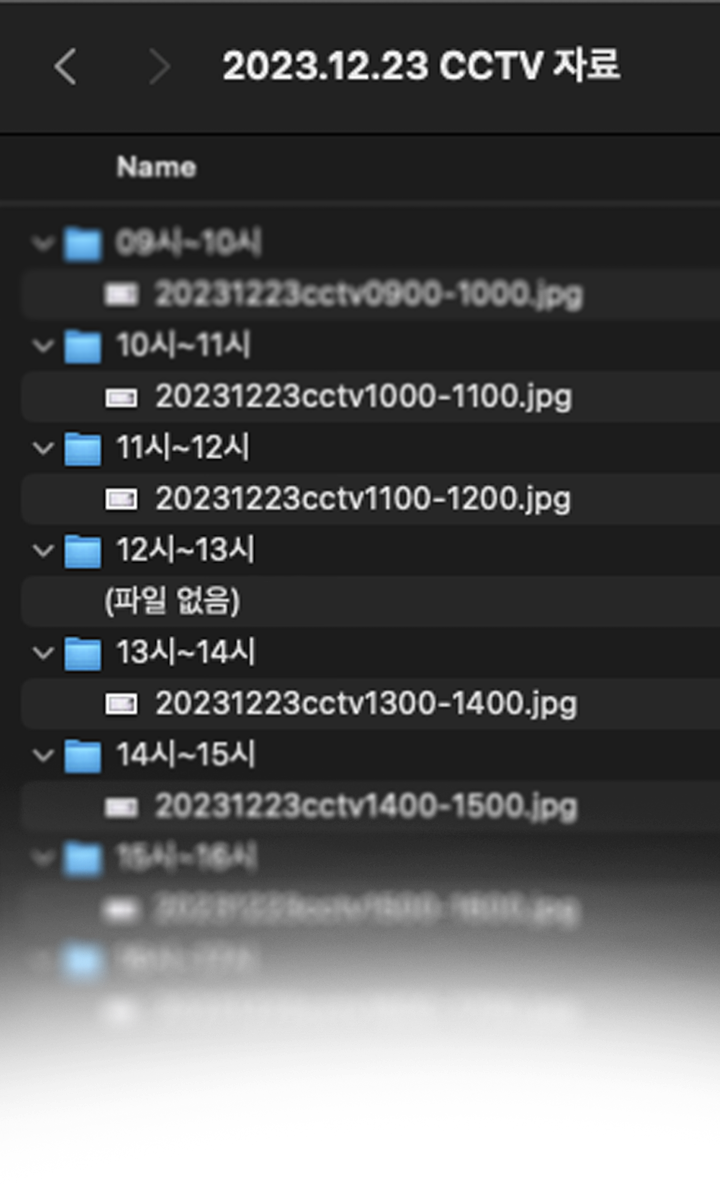 2023.12.23 CCTV 자료
Name
09시~10시
20231223cctv0900-1000.jpg
10시~11시
20231223cctv1000-1100.jpg
11시~12시
20231223cctv1100-1200.jpg
12시~13시
(파일 없음)
13시~14시
20231223cctv1300-1400.jpg
14시~15시
20231223cctv1400-1500.jpg
15시~16시